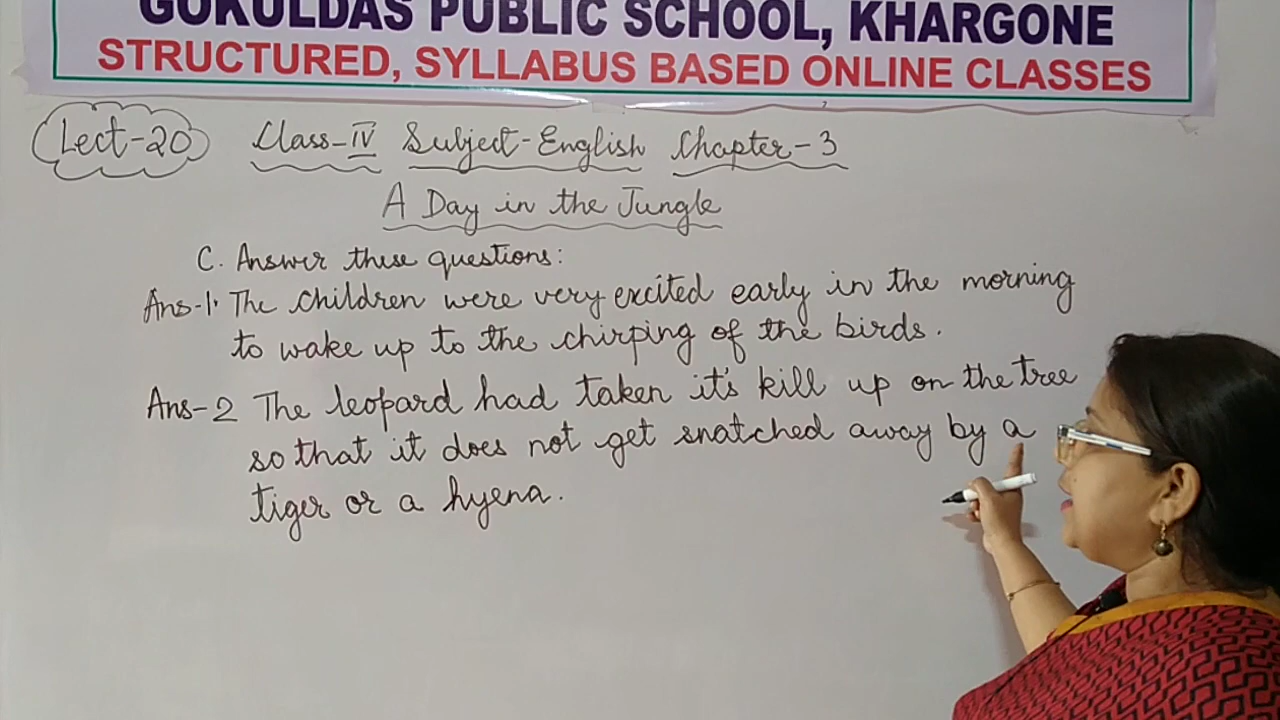 GOKULDAS PUBLIC SCHOOL, KHARGONE
STRUCTURED, SYLLABUS BASED ONLINE CLASSES
Lect-20 Class-IV Subject-English Chapter-3
A Day in the Jungle
C. Answer these questions:
Ans-1. The children were very excited early in the morning
to wake up to the chirping of the birds.
Ans-2 The leopard had taken it's kill up on the tree
so that it does not get snatched away by a
tiger or a hyena.